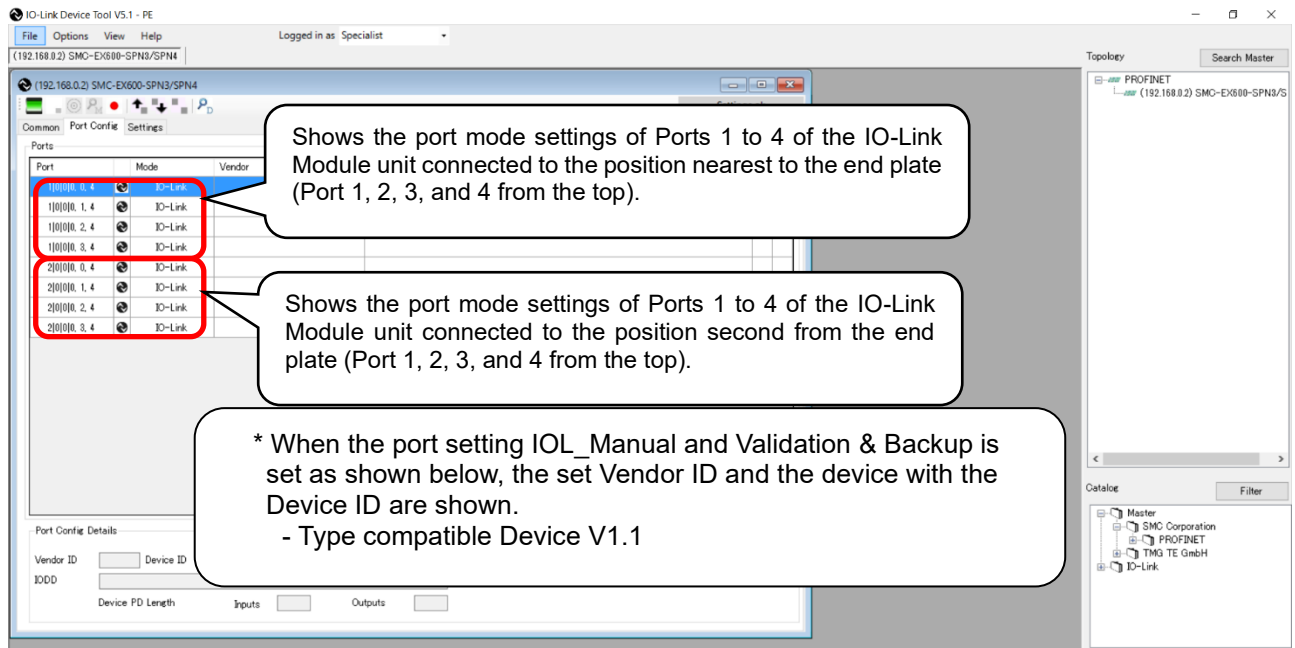 IO-Link Device Tool V5.1 - PE
File Options View Help Logged in as Specialist
(192.168.0.2) SMC-EX600-SPN3/SPN4
Topology Search Master
PROFINET
(192.168.0.2) SMC-EX600-SPN3/S
(192.168.0.2) SMC-EX600-SPN3/SPN4
Common Port Config Settings
Ports
Port Mode Vendor
1|0|0|0, 0, 4 IO-Link
1|0|0|0, 1, 4 IO-Link
1|0|0|0, 2, 4 IO-Link
1|0|0|0, 3, 4 IO-Link
2|0|0|0, 0, 4 IO-Link
2|0|0|0, 1, 4 IO-Link
2|0|0|0, 2, 4 IO-Link
2|0|0|0, 3, 4 IO-Link
Shows the port mode settings of Ports 1 to 4 of the IO-Link
Module unit connected to the position nearest to the end plate
(Port 1, 2, 3, and 4 from the top).
Shows the port mode settings of Ports 1 to 4 of the IO-Link
Module unit connected to the position second from the end
plate (Port 1, 2, 3, and 4 from the top).
* When the port setting IOL_Manual and Validation & Backup is
set as shown below, the set Vendor ID and the device with the
Device ID are shown.
- Type compatible Device V1.1
Port Config Details
Vendor ID Device ID
IODD
Device PD Length Inputs Outputs
Catalog Filter
Master
SMC Corporation
PROFINET
TMG TE GmbH
IO-Link